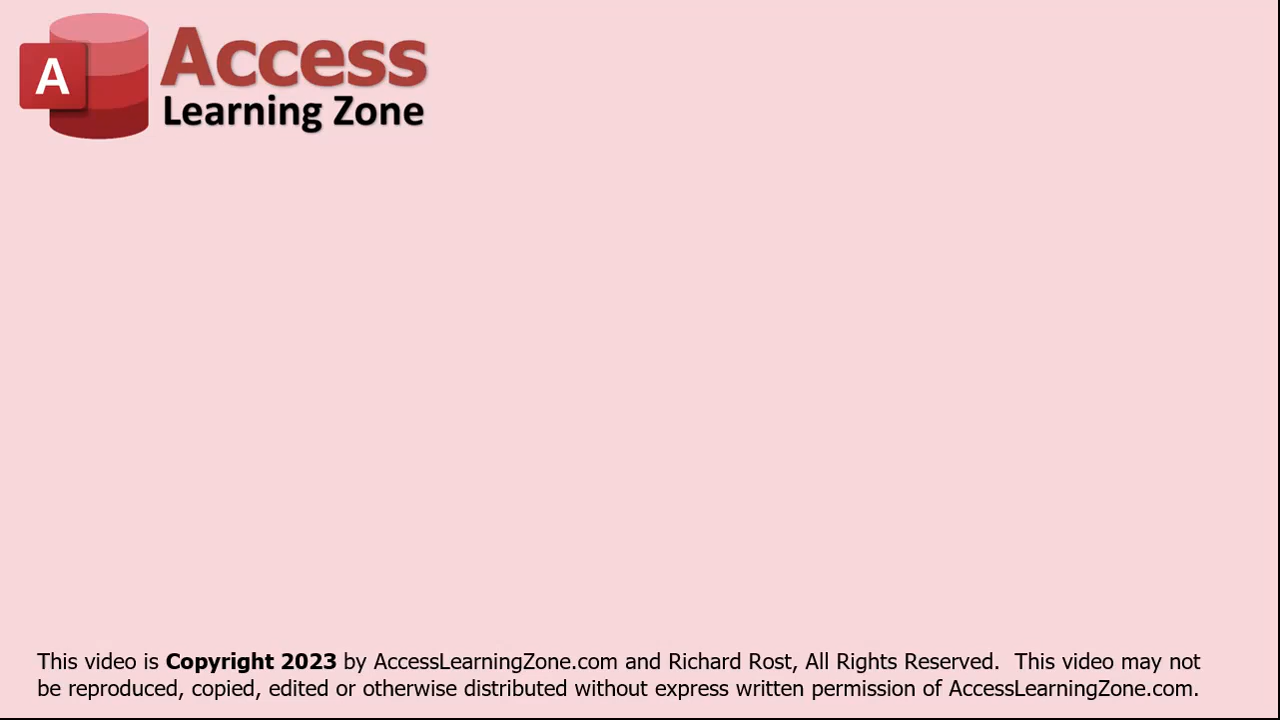 A
Access
Learning Zone
This video is Copyright 2023 by AccessLearningZone.com and Richard Rost, All Rights Reserved.  This video may not
be reproduced, copied, edited or otherwise distributed without express written permission of AccessLearningZone.com.